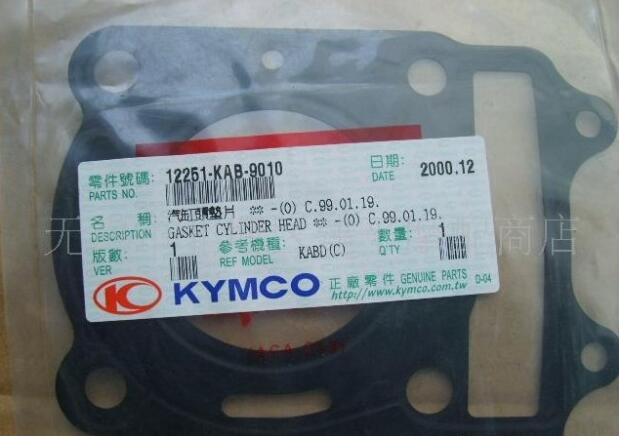 零件號碼: 12251-KAB-9010 日期: 2000.12
PARTS NO. DATE
名 稱: 汽缸頭墊片 ** -(0) C.99.01.19.
DESCRIPTION GASKET CYLINDER HEAD ** -(0) C.99.01.19.
版數: 1 參考機種: KABD(C) 數量: 1
VER REF MODEL Q'TY
KYMCO 正廠零件 GENUINE PARTS D-04
http://www.kymco.com.tw